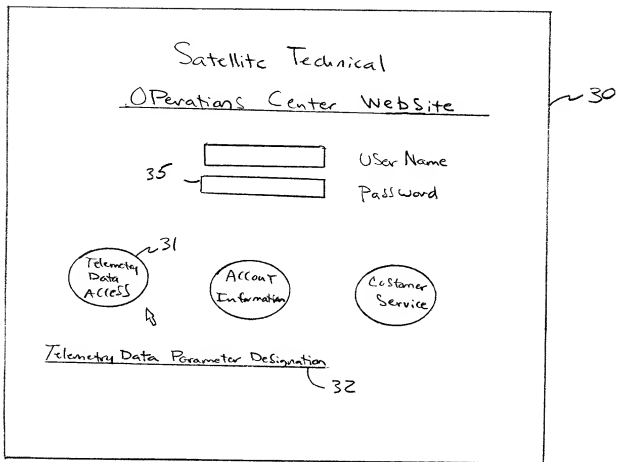 Satellite Technical
Operations Center Website
30
User Name
35
Password
31
Telemetry
Data
Access
Account
Information
Customer
Service
Telemetry Data Parameter Designation
32